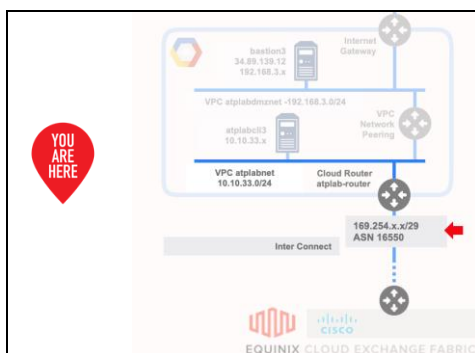 YOU
ARE
HERE
Internet
Gateway
bastion3
34.89.139.12
192.168.3.x
VPC atplabdmznet -192.168.3.0/24
atplabcli3
10.10.33.x
VPC
Network
Peering
VPC atplabnet
10.10.33.0/24
Cloud Router
atplab-router
169.254.x.x/29
ASN 16550
Inter Connect
CISCO
EQUINIX CLOUD EXCHANGE FABRIC